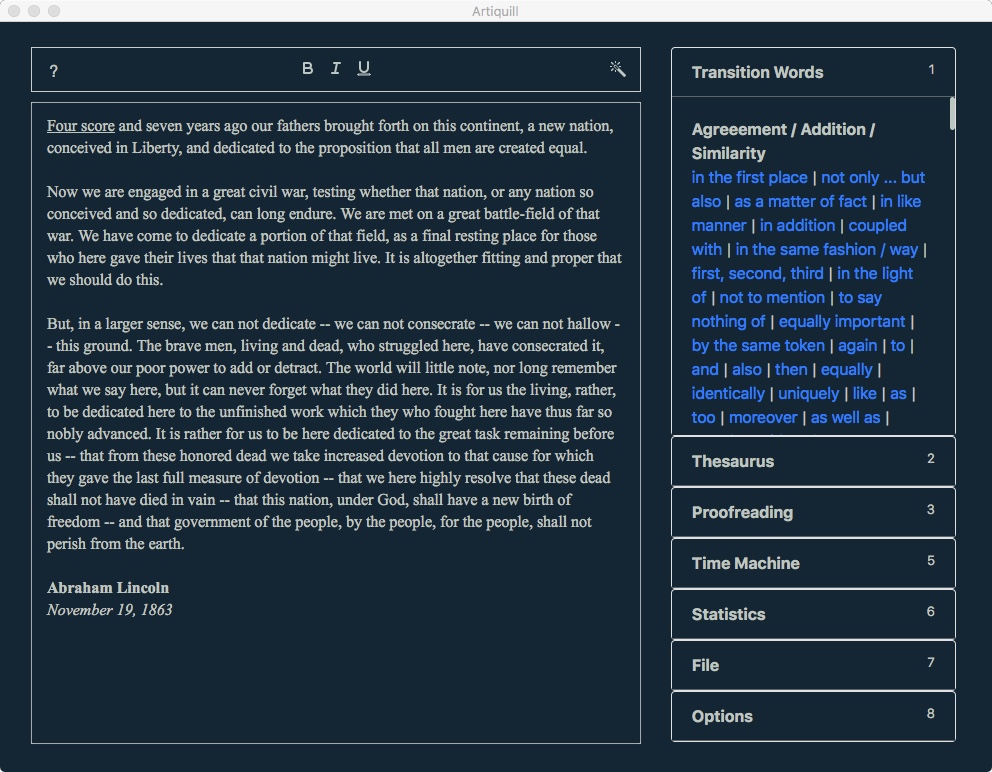 Artiquill
?
B I U
Four score and seven years ago our fathers brought forth on this continent, a new nation,
conceived in Liberty, and dedicated to the proposition that all men are created equal.
Now we are engaged in a great civil war, testing whether that nation, or any nation so
conceived and so dedicated, can long endure. We are met on a great battle-field of that
war. We have come to dedicate a portion of that field, as a final resting place for those
who here gave their lives that that nation might live. It is altogether fitting and proper that
we should do this.
But, in a larger sense, we can not dedicate -- we can not consecrate -- we can not hallow -
- this ground. The brave men, living and dead, who struggled here, have consecrated it,
far above our poor power to add or detract. The world will little note, nor long remember
what we say here, but it can never forget what they did here. It is for us the living, rather,
to be dedicated here to the unfinished work which they who fought here have thus far so
nobly advanced. It is rather for us to be here dedicated to the great task remaining before
us -- that from these honored dead we take increased devotion to that cause for which
they gave the last full measure of devotion -- that we here highly resolve that these dead
shall not have died in vain -- that this nation, under God, shall have a new birth of
freedom -- and that government of the people, by the people, for the people, shall not
perish from the earth.
Abraham Lincoln
November 19, 1863
Transition Words 1
Agreeement / Addition /
Similarity
in the first place | not only ... but
also | as a matter of fact | in like
manner | in addition | coupled
with | in the same fashion / way |
first, second, third | in the light
of | not to mention | to say
nothing of | equally important |
by the same token | again | to |
and | also | then | equally |
identically | uniquely | like | as |
too | moreover | as well as |
Thesaurus 2
Proofreading 3
Time Machine 5
Statistics 6
File 7
Options 8